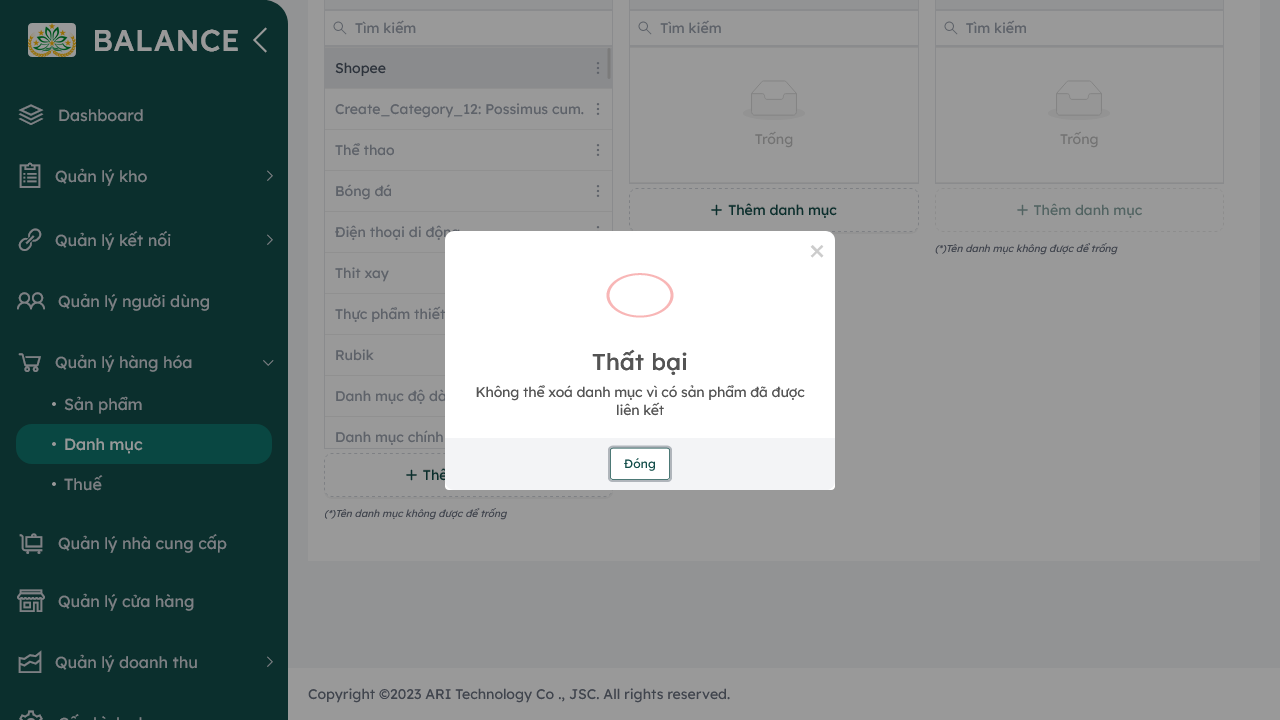 BALANCE
Dashboard
Quản lý kho
Quản lý kết nối
Quản lý người dùng
Quản lý hàng hóa
Sản phẩm
Danh mục
Thuế
Quản lý nhà cung cấp
Quản lý cửa hàng
Quản lý doanh thu
Tìm kiếm
Shopee
Create_Category_12: Possimus cum.
Thể thao
Bóng đá
Điện thoại di động
Thit xay
Thực phẩm thiết
Rubik
Danh mục độ dà
Danh mục chính
(*)Tên danh mục không được để trống
Tìm kiếm
Trống
Thêm danh mục
Tìm kiếm
Trống
Thêm danh mục
(*)Tên danh mục không được để trống
×
Thất bại
Không thể xoá danh mục vì có sản phẩm đã được
liên kết
Đóng
Copyright ©2023 ARI Technology Co ., JSC. All rights reserved.